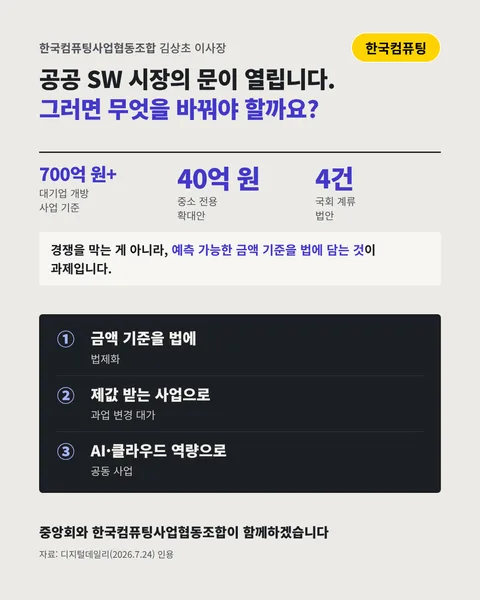 한국컴퓨팅사업협동조합 김상초 이사장
한국컴퓨팅
공공 SW 시장의 문이 열립니다.
그러면 무엇을 바꿔야 할까요?
700억 원+
대기업 개방
사업 기준
40억 원
중소 전용
확대안
4건
국회 계류
법안
경쟁을 막는 게 아니라, 예측 가능한 금액 기준을 법에 담는 것이
과제입니다.
1
금액 기준을 법에
법제화
2
제값 받는 사업으로
과업 변경 대가
3
AI·클라우드 역량으로
공동 사업
중앙회와 한국컴퓨팅사업협동조합이 함께하겠습니다
자료: 디지털데일리(2026.7.24) 인용